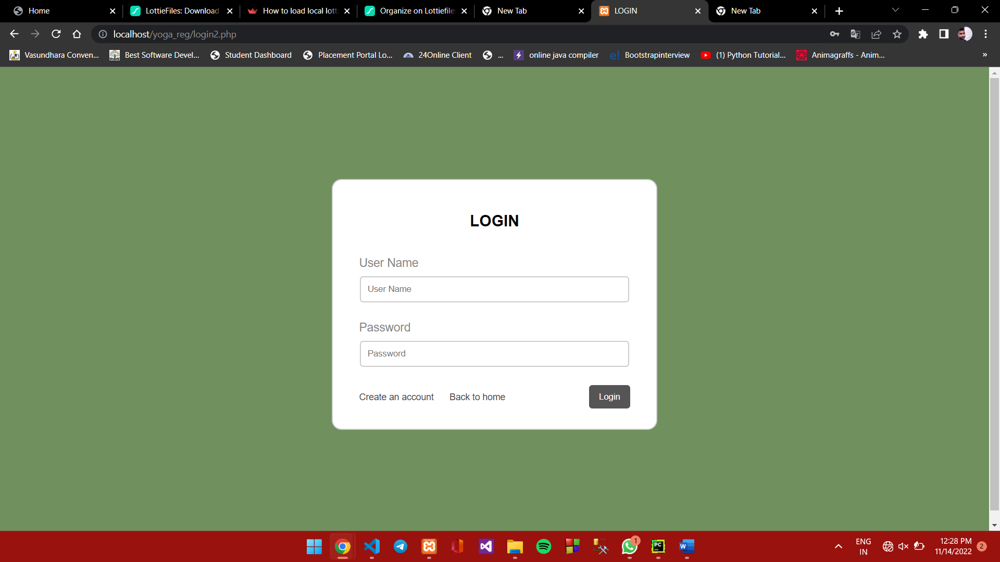 Home
LottieFiles: Download
How to load local lott
Organize on Lottiefile
New Tab
LOGIN
New Tab
localhost/yoga_reg/login2.php
Vasundhara Conven...
Best Software Devel...
Student Dashboard
Placement Portal Lo...
24Online Client
...
online java compiler
e!
Bootstrapinterview
(1) Python Tutorial...
Animagraffs - Anim...
»
LOGIN
User Name
User Name
Password
Password
Create an account
Back to home
Login
1
PC
W
ENG
IN
12:28 PM
11/14/2022
2